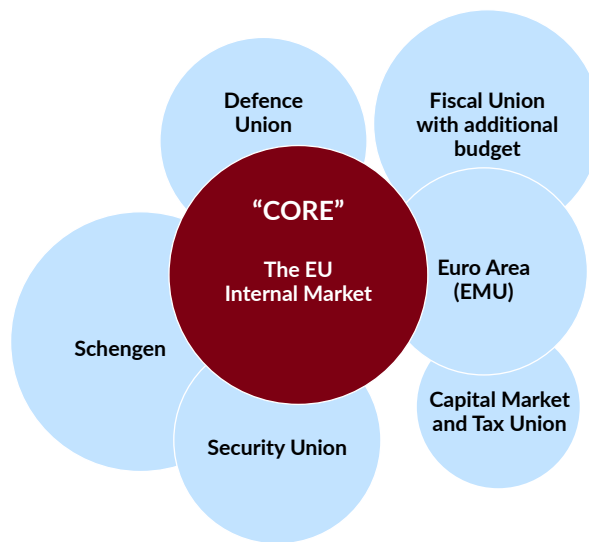 Defence
Union
Fiscal Union
with additional
budget
“CORE”
The EU
Internal Market
Euro Area
(EMU)
Schengen
Capital Market
and Tax Union
Security Union